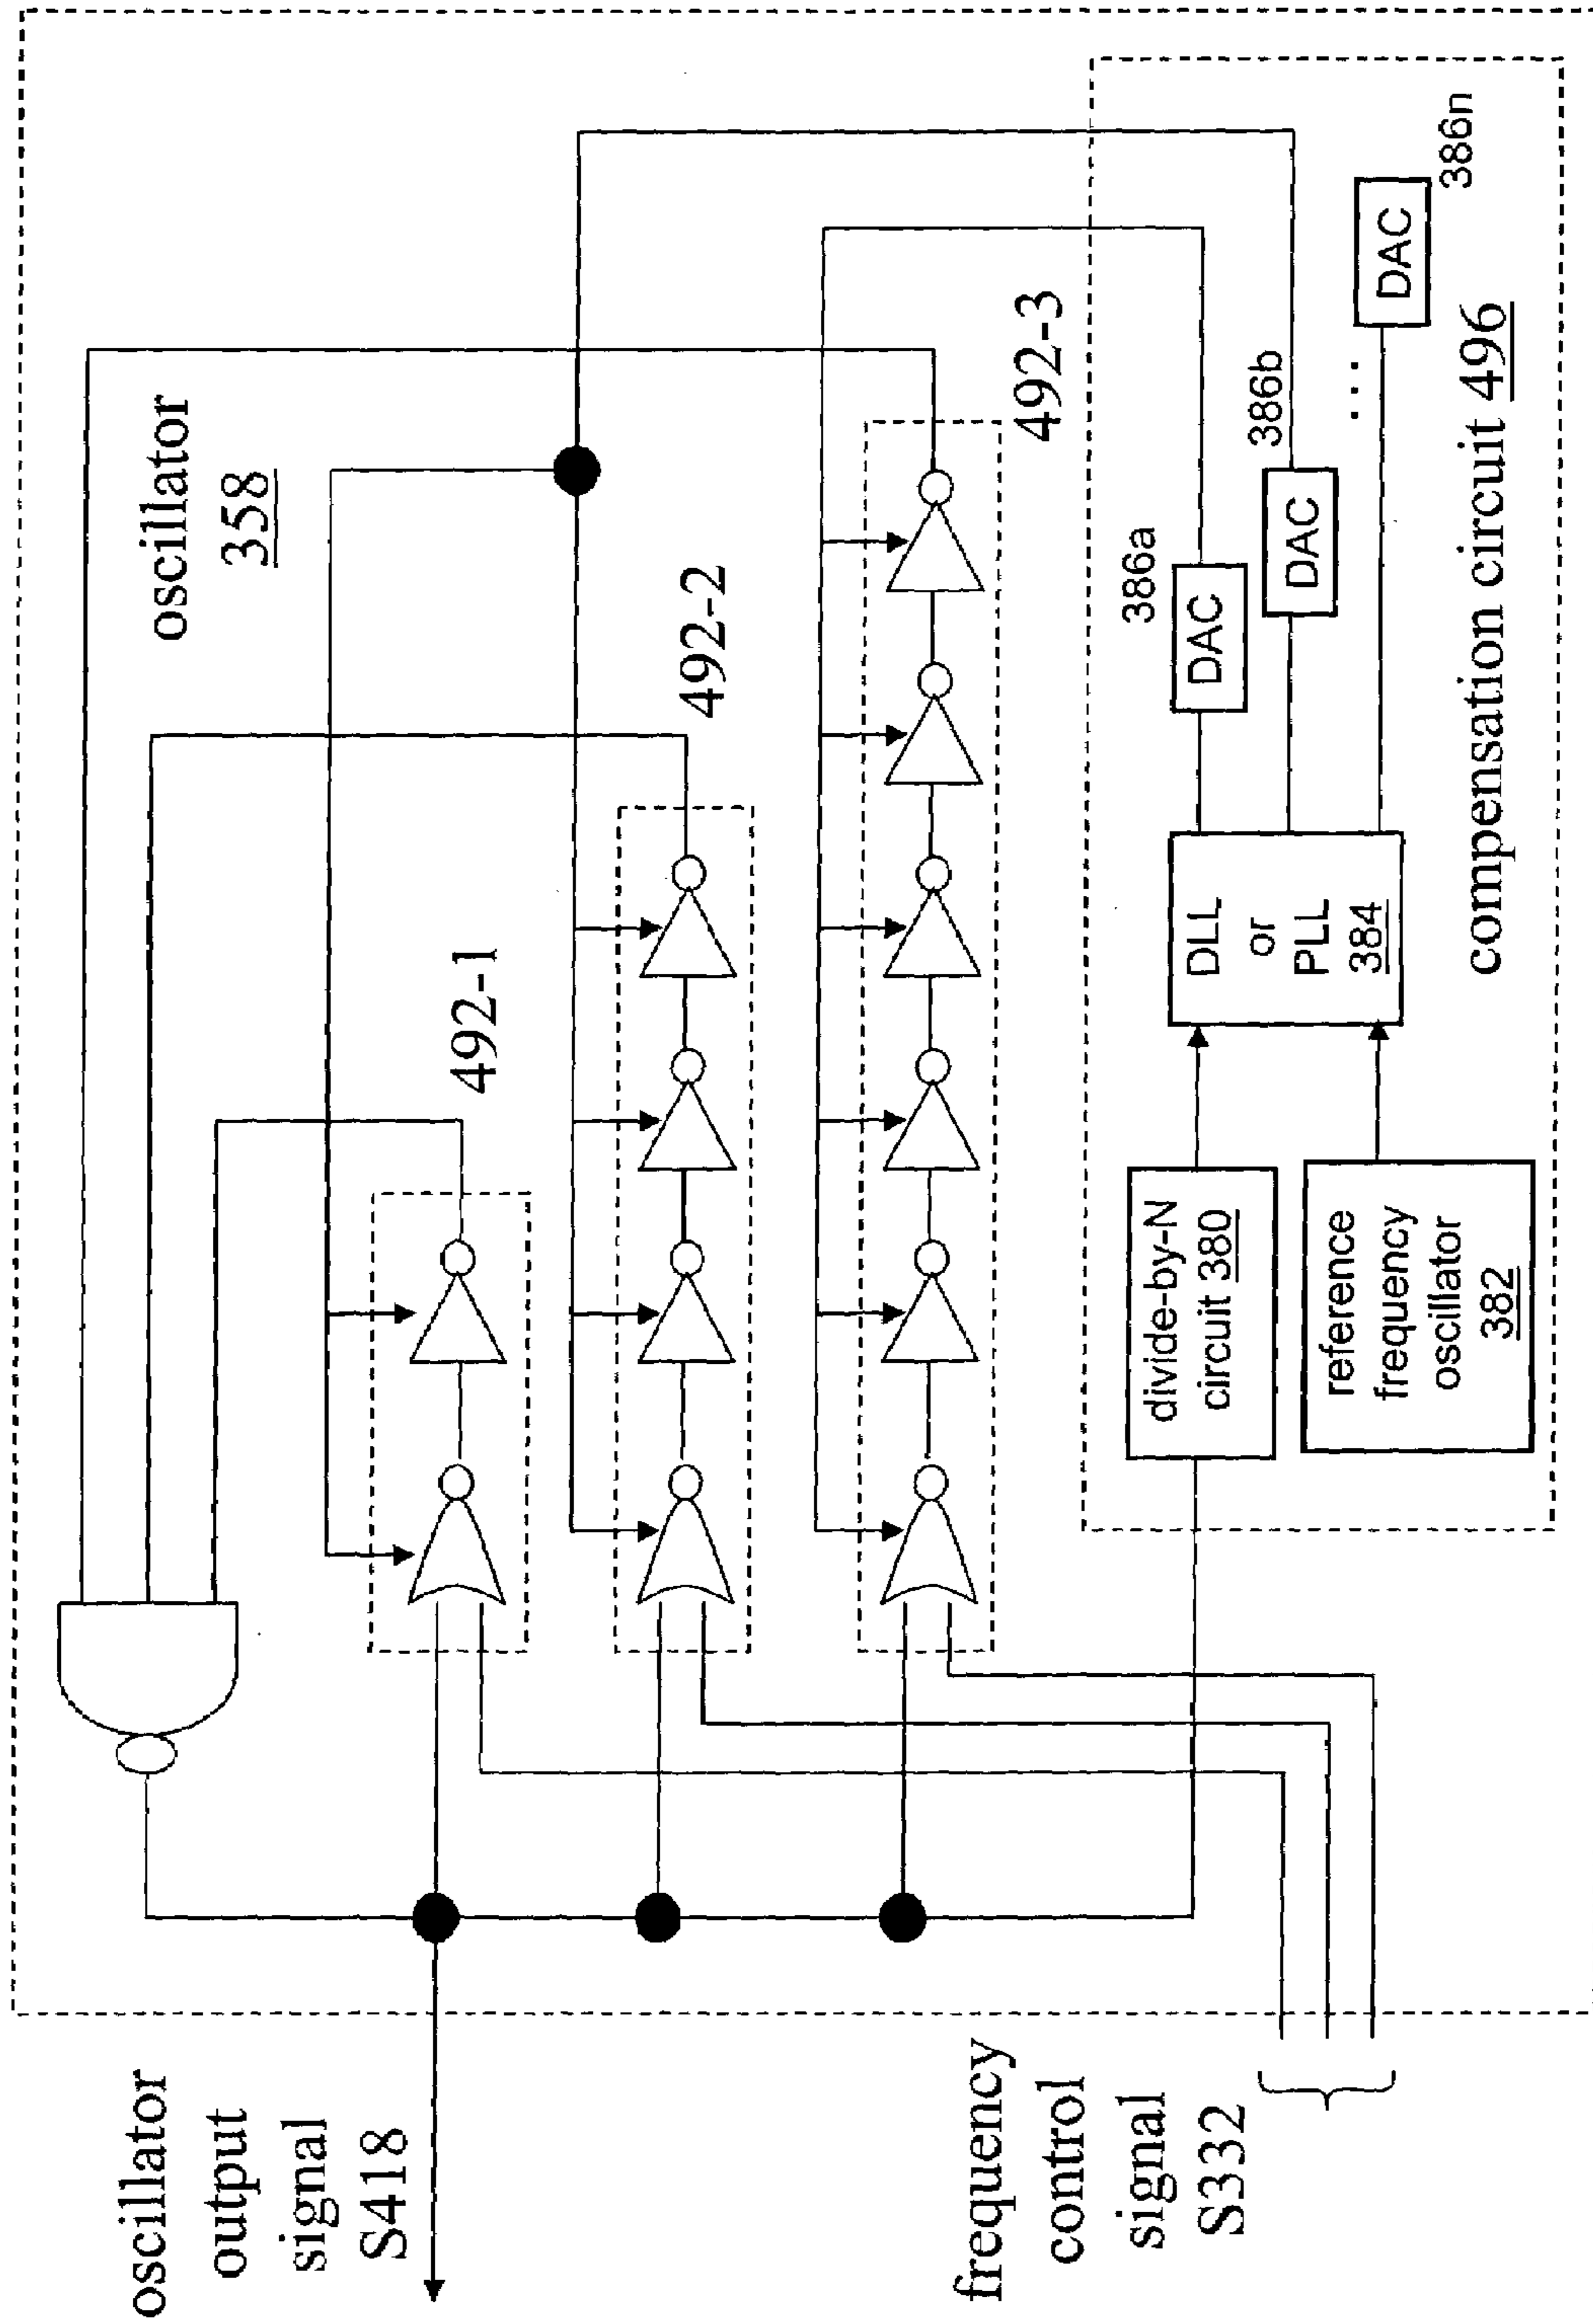 oscillator
358
492-1
492-2
492-3
oscillator
output
signal
S418
frequency
control
signal
S332
divide-by-N
circuit 380
reference
frequency
oscillator
382
DLL
or
PLL
384
386a
DAC
386b
DAC
...
DAC
386n
compensation circuit 496